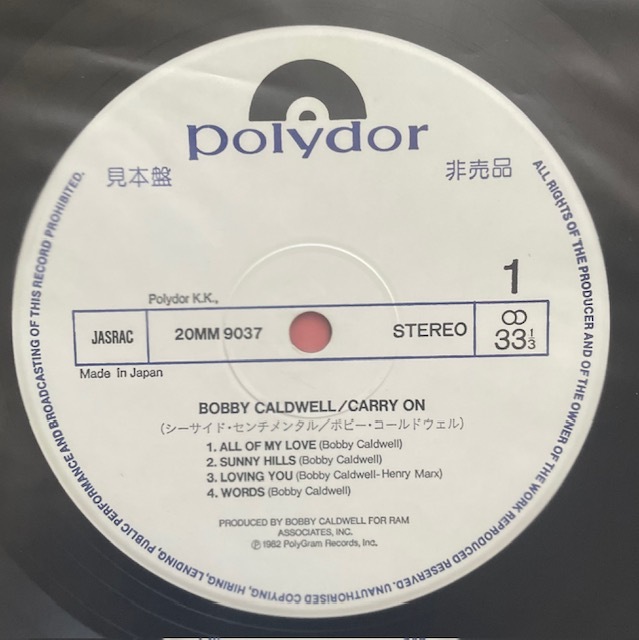 polydor
見本盤
非売品
1
Polydor K.K.,
JASRAC
20MM 9037
STEREO
33⅓
Made In Japan
BOBBY CALDWELL/CARRY ON
(シーサイド・センチメンタル/ボビー・コールドウェル)
1. ALL OF MY LOVE (Bobby Caldwell)
2. SUNNY HILLS (Bobby Caldwell)
3. LOVING YOU (Bobby Caldwell-Henry Marx)
4. WORDS (Bobby Caldwell)
PRODUCED BY BOBBY CALDWELL FOR RAM
ASSOCIATES, INC.
Ⓟ 1982 PolyGram Records, Inc.
ALL RIGHTS OF THE PRODUCER AND OF THE OWNER OF THE WORK REPRODUCED RESERVED. UNAUTHORISED COPYING, HIRING, LENDING, PUBLIC PERFORMANCE AND BROADCASTING OF THIS RECORD PROHIBITED.